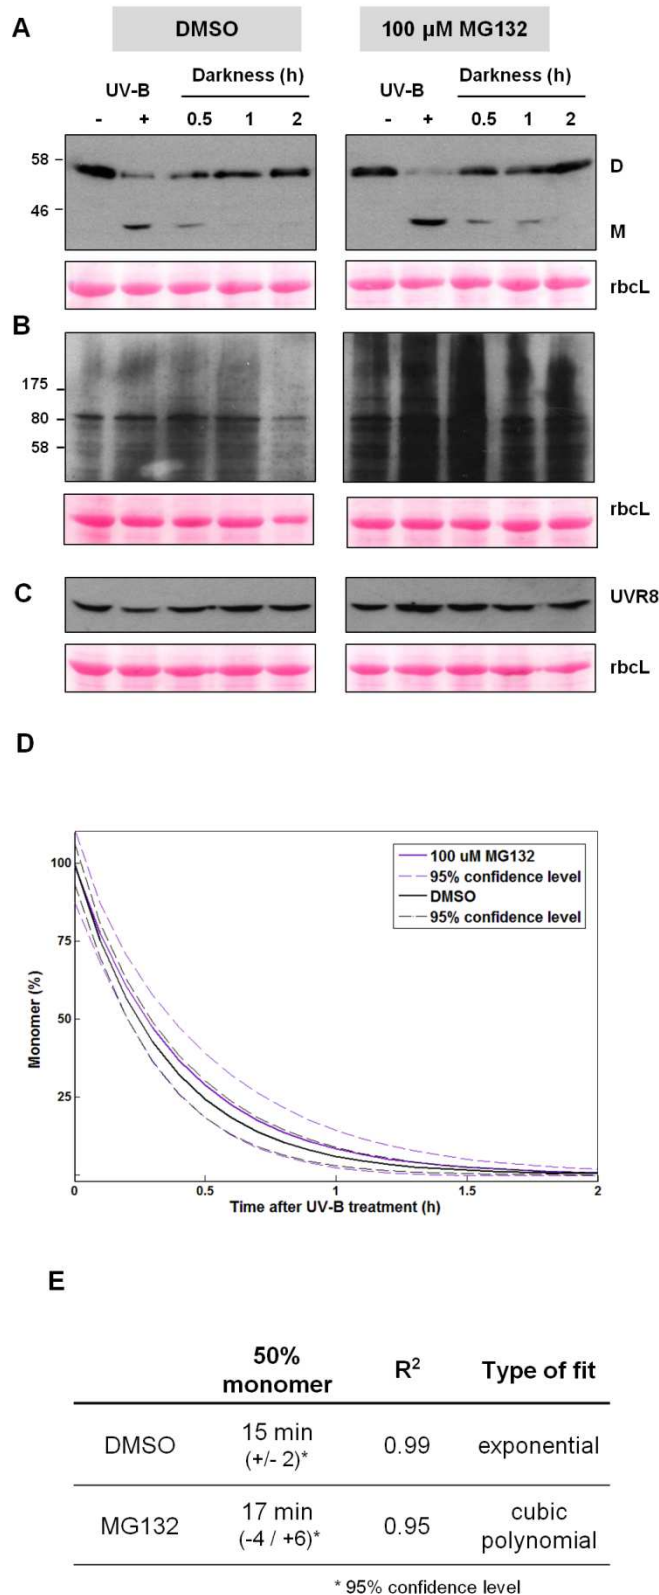 A
DMSO
100 µM MG132
UV-B
Darkness (h)
UV-B
Darkness (h)
- + 0.5 1 2
- + 0.5 1 2
58
46
D
M
rbcL
B
175
80
58
rbcL
C
UVR8
rbcL
D
100
75
50
25
Monomer (%)
100 uM MG132
95% confidence level
DMSO
95% confidence level
0 0.5 1 1.5 2
Time after UV-B treatment (h)
E
50%
monomer
R²
Type of fit
DMSO
15 min
(+/- 2)*
0.99
exponential
MG132
17 min
(-4 / +6)*
0.95
cubic
polynomial
* 95% confidence level